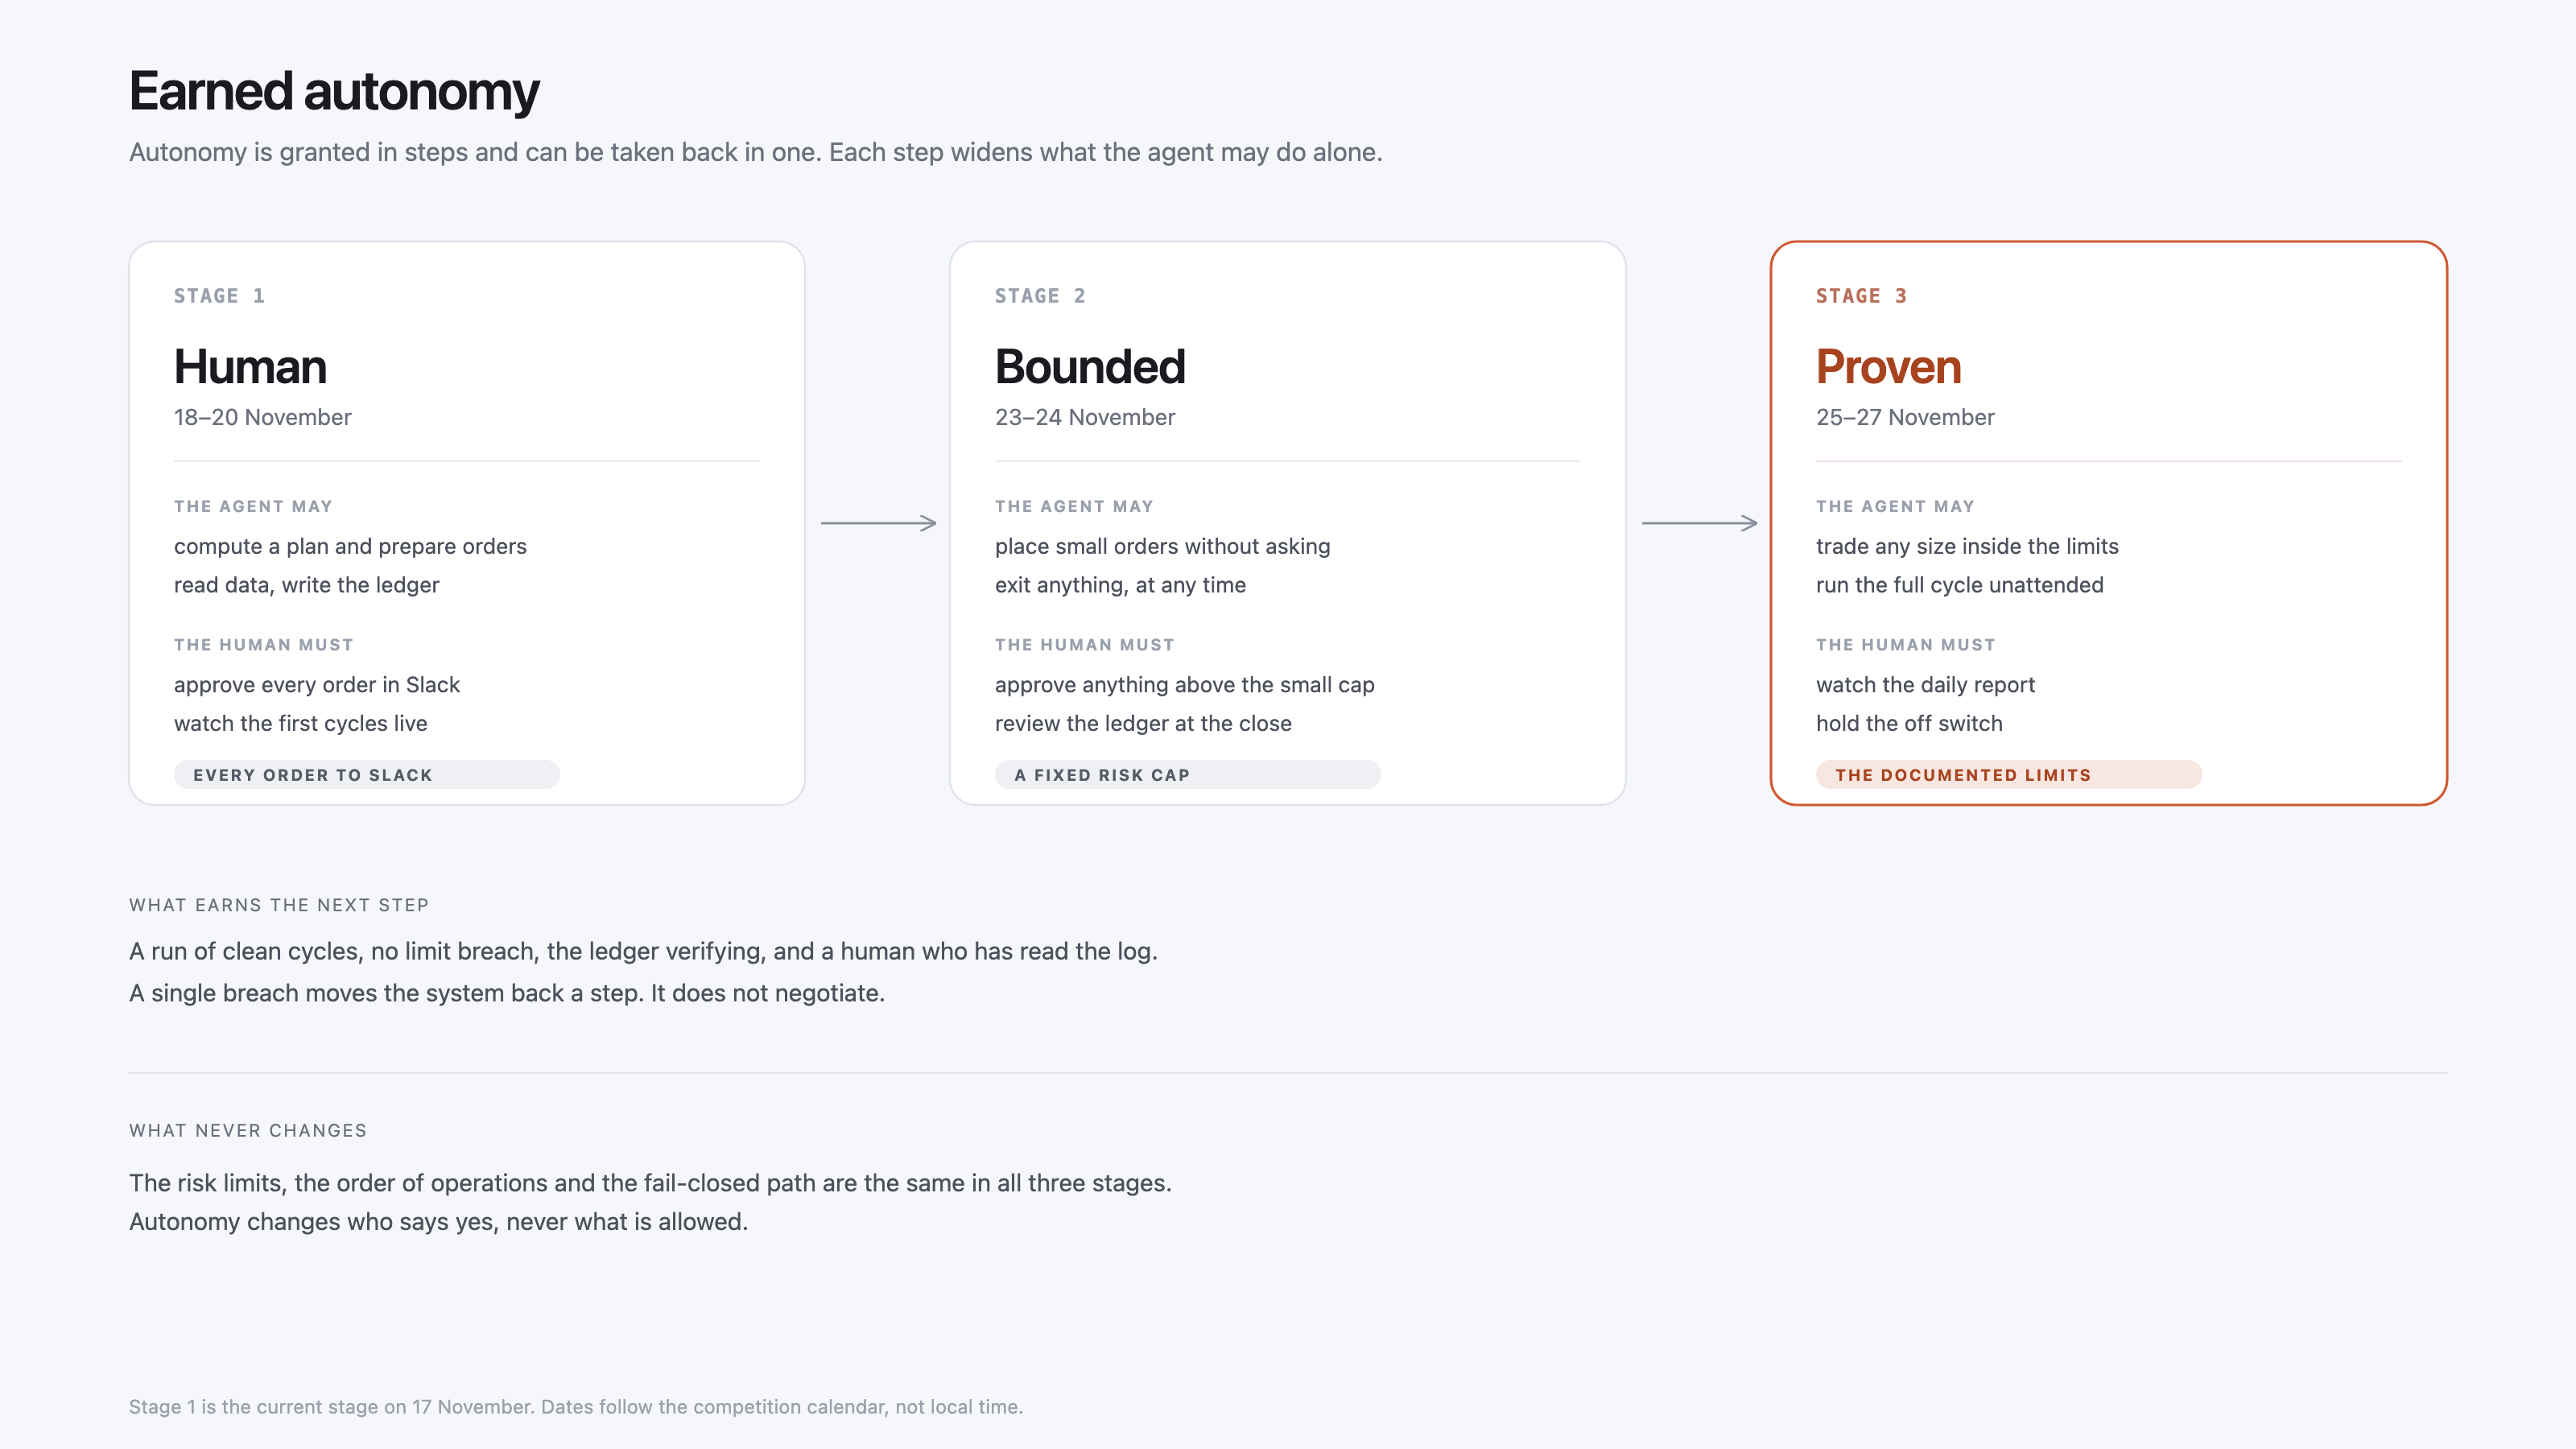 Earned autonomy
Autonomy is granted in steps and can be taken back in one. Each step widens what the agent may do alone.
STAGE 1
Human
18–20 November
THE AGENT MAY
compute a plan and prepare orders
read data, write the ledger
THE HUMAN MUST
approve every order in Slack
watch the first cycles live
EVERY ORDER TO SLACK
STAGE 2
Bounded
23–24 November
THE AGENT MAY
place small orders without asking
exit anything, at any time
THE HUMAN MUST
approve anything above the small cap
review the ledger at the close
A FIXED RISK CAP
STAGE 3
Proven
25–27 November
THE AGENT MAY
trade any size inside the limits
run the full cycle unattended
THE HUMAN MUST
watch the daily report
hold the off switch
THE DOCUMENTED LIMITS
WHAT EARNS THE NEXT STEP
A run of clean cycles, no limit breach, the ledger verifying, and a human who has read the log.
A single breach moves the system back a step. It does not negotiate.
WHAT NEVER CHANGES
The risk limits, the order of operations and the fail-closed path are the same in all three stages.
Autonomy changes who says yes, never what is allowed.
Stage 1 is the current stage on 17 November. Dates follow the competition calendar, not local time.